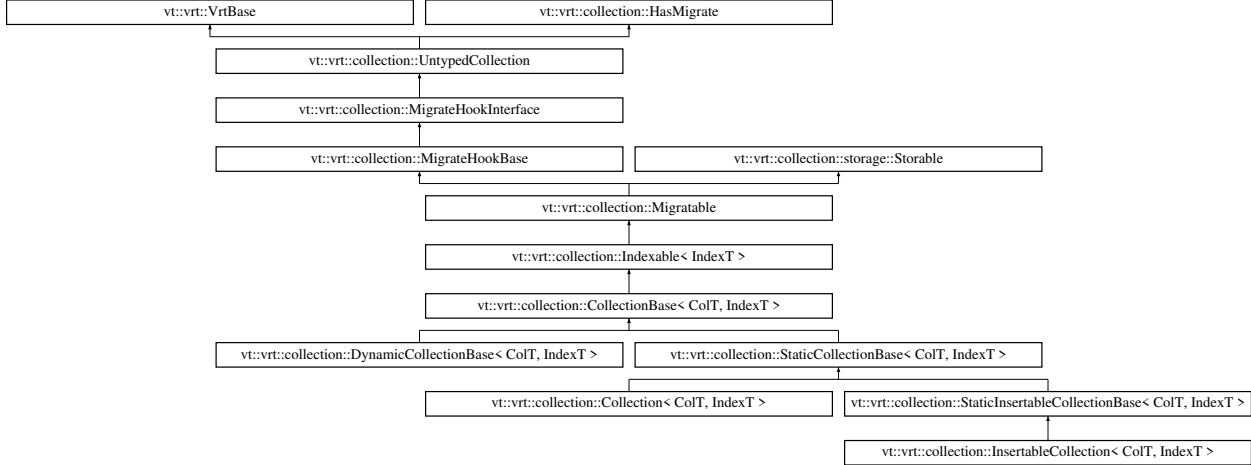 vt::vrt::VrtBase
vt::vrt::collection::HasMigrate
vt::vrt::collection::UntypedCollection
vt::vrt::collection::MigrateHookInterface
vt::vrt::collection::MigrateHookBase
vt::vrt::collection::storage::Storable
vt::vrt::collection::Migratable
vt::vrt::collection::Indexable< IndexT >
vt::vrt::collection::CollectionBase< ColT, IndexT >
vt::vrt::collection::DynamicCollectionBase< ColT, IndexT >
vt::vrt::collection::StaticCollectionBase< ColT, IndexT >
vt::vrt::collection::Collection< ColT, IndexT >
vt::vrt::collection::StaticInsertableCollectionBase< ColT, IndexT >
vt::vrt::collection::InsertableCollection< ColT, IndexT >